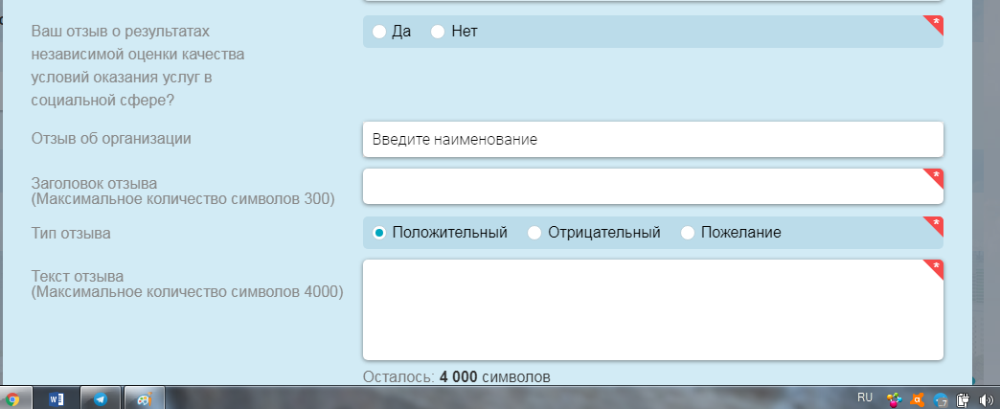 Ваш отзыв о результатах
независимой оценки качества
условий оказания услуг в
социальной сфере?
Да Нет *
Отзыв об организации
Введите наименование
Заголовок отзыва
(Максимальное количество символов 300)
*
Тип отзыва
Положительный Отрицательный Пожелание *
Текст отзыва
(Максимальное количество символов 4000)
*
Осталось: 4 000 символов
RU